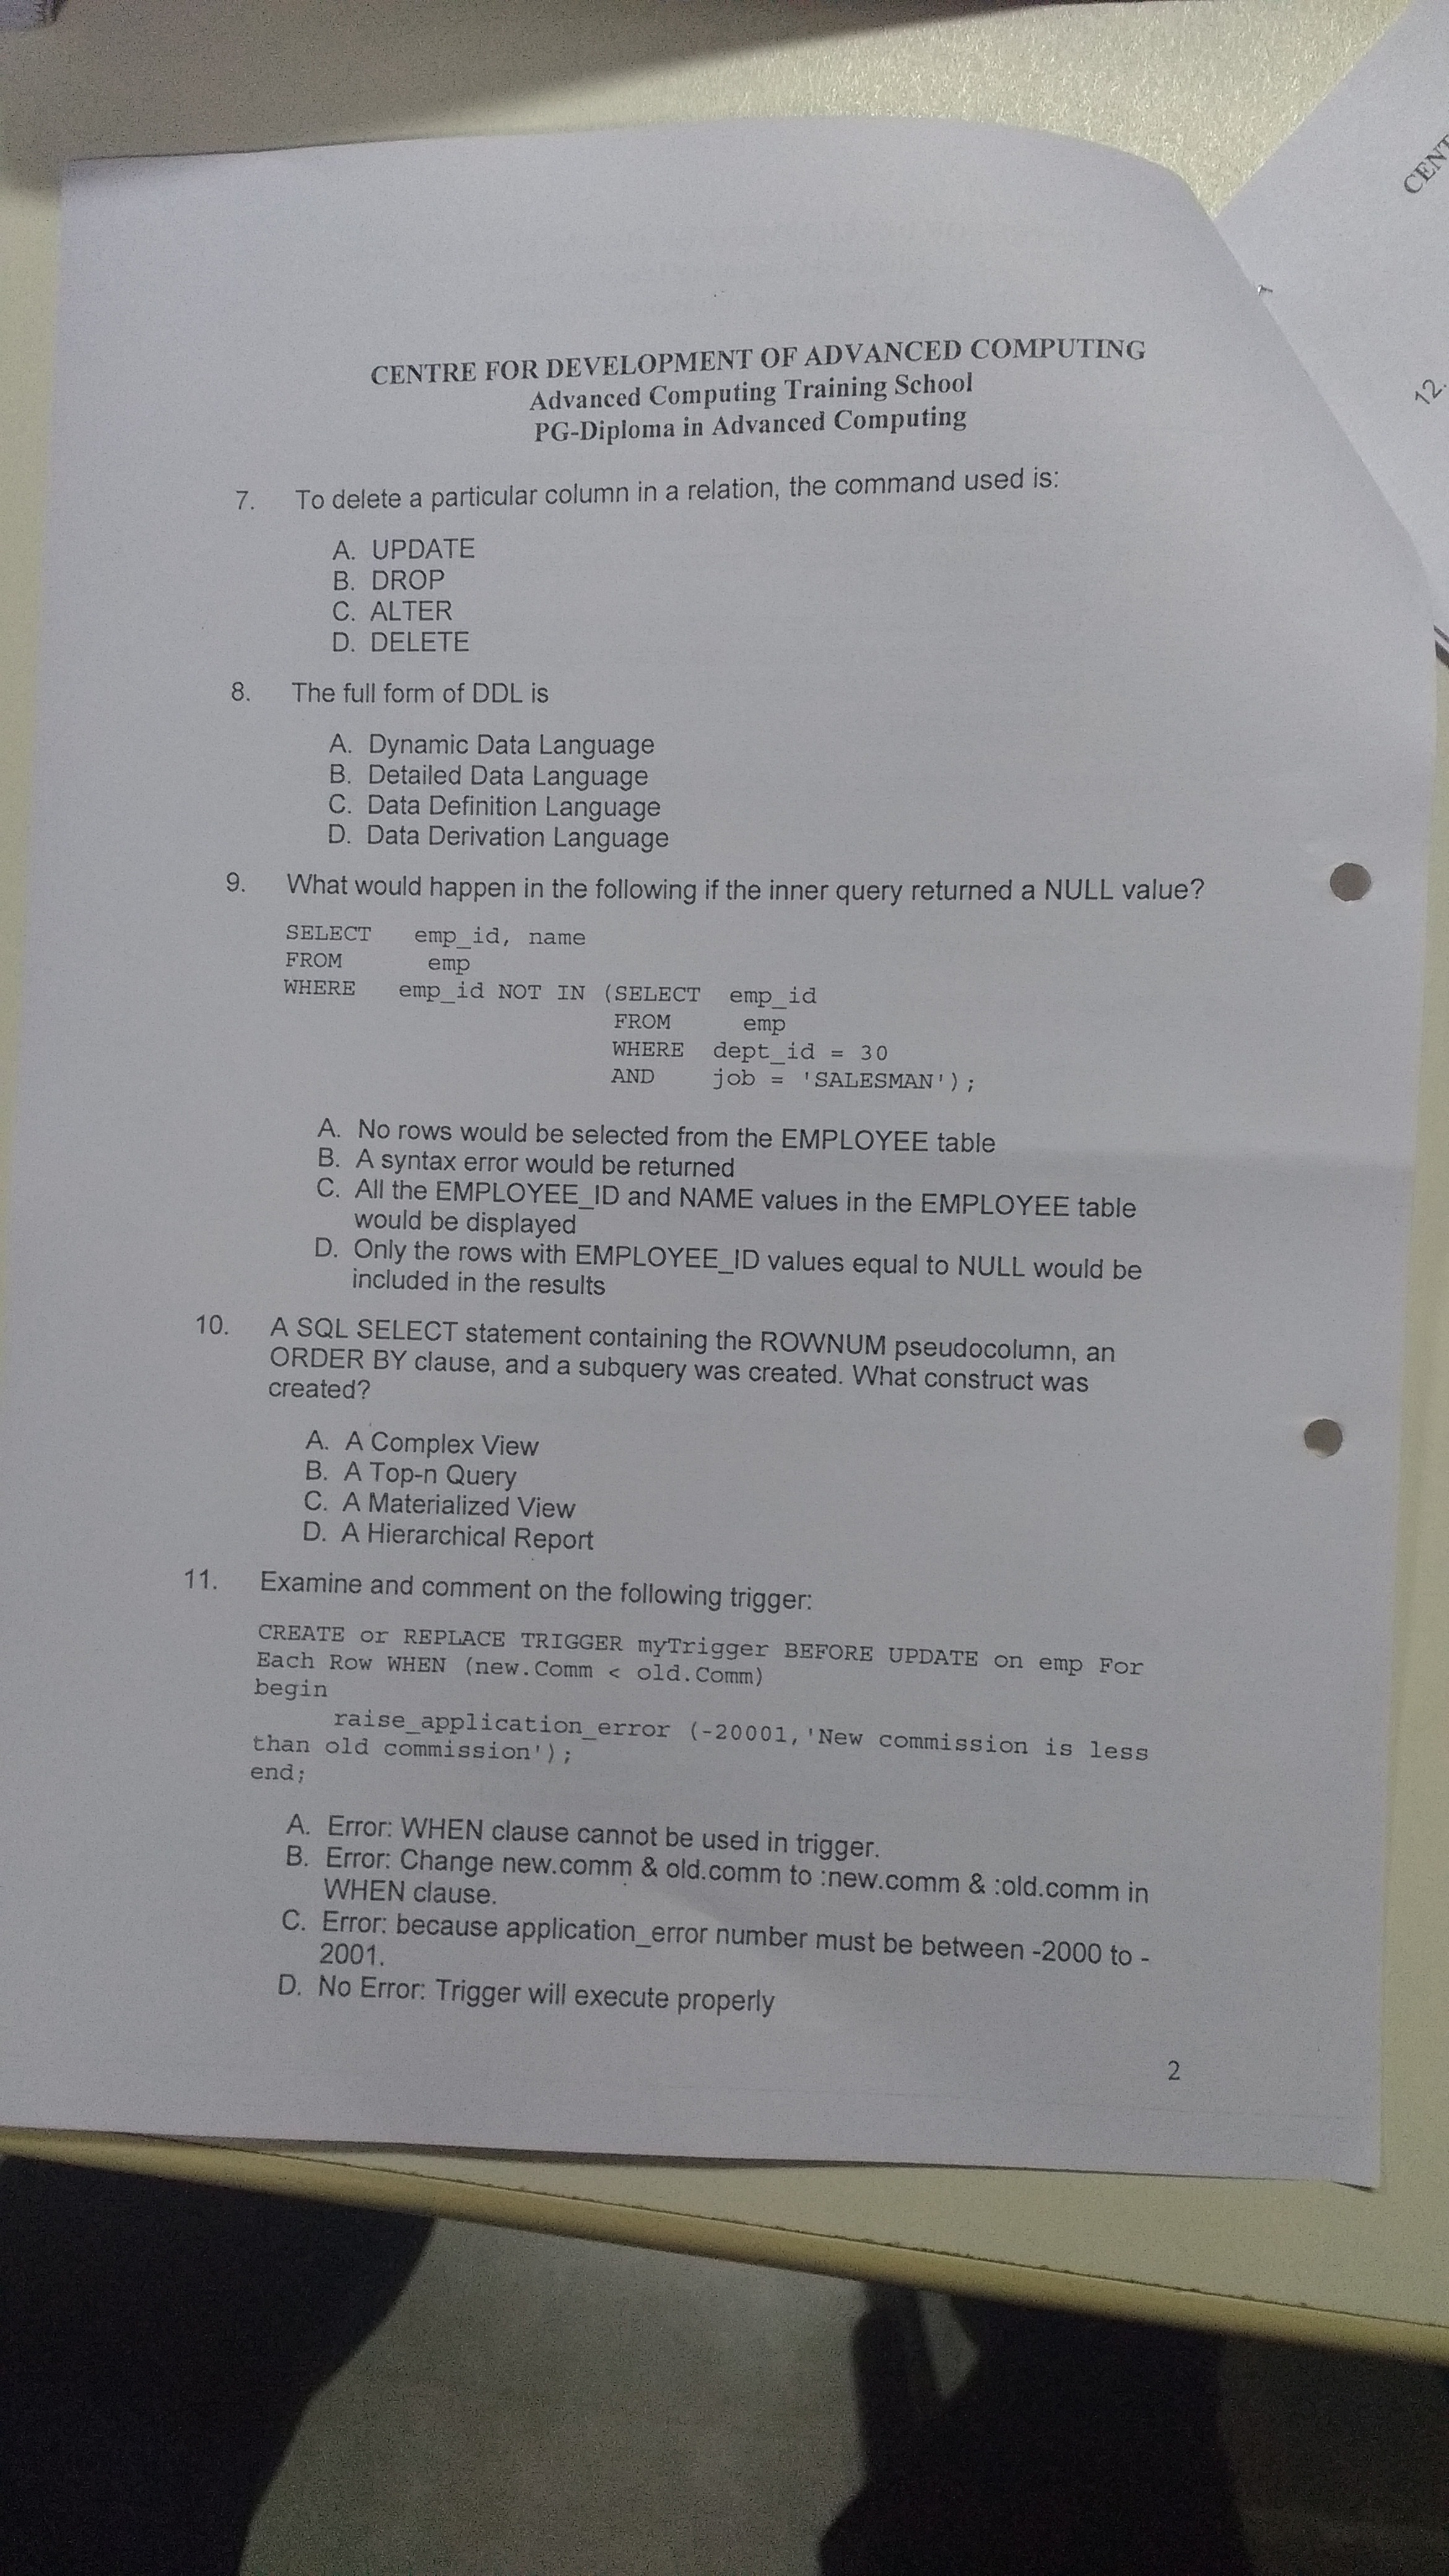 CENT
12.
CENTRE FOR DEVELOPMENT OF ADVANCED COMPUTING
Advanced Computing Training School
PG-Diploma in Advanced Computing
7. To delete a particular column in a relation, the command used is:
A. UPDATE
B. DROP
C. ALTER
D. DELETE
8. The full form of DDL is
A. Dynamic Data Language
B. Detailed Data Language
C. Data Definition Language
D. Data Derivation Language
9. What would happen in the following if the inner query returned a NULL value?
SELECT emp_id, name
FROM emp
WHERE emp_id NOT IN (SELECT emp_id
FROM emp
WHERE dept_id = 30
AND job = 'SALESMAN');
A. No rows would be selected from the EMPLOYEE table
B. A syntax error would be returned
C. All the EMPLOYEE_ID and NAME values in the EMPLOYEE table
would be displayed
D. Only the rows with EMPLOYEE_ID values equal to NULL would be
included in the results
10. A SQL SELECT statement containing the ROWNUM pseudocolumn, an
ORDER BY clause, and a subquery was created. What construct was
created?
A. A Complex View
B. A Top-n Query
C. A Materialized View
D. A Hierarchical Report
11. Examine and comment on the following trigger:
CREATE or REPLACE TRIGGER myTrigger BEFORE UPDATE on emp For
Each Row WHEN (new.Comm < old.Comm)
begin
raise_application_error (-20001,'New commission is less
than old commission');
end;
A. Error: WHEN clause cannot be used in trigger.
B. Error: Change new.comm & old.comm to :new.comm & :old.comm in
WHEN clause.
C. Error: because application_error number must be between -2000 to -
2001.
D. No Error: Trigger will execute properly
2